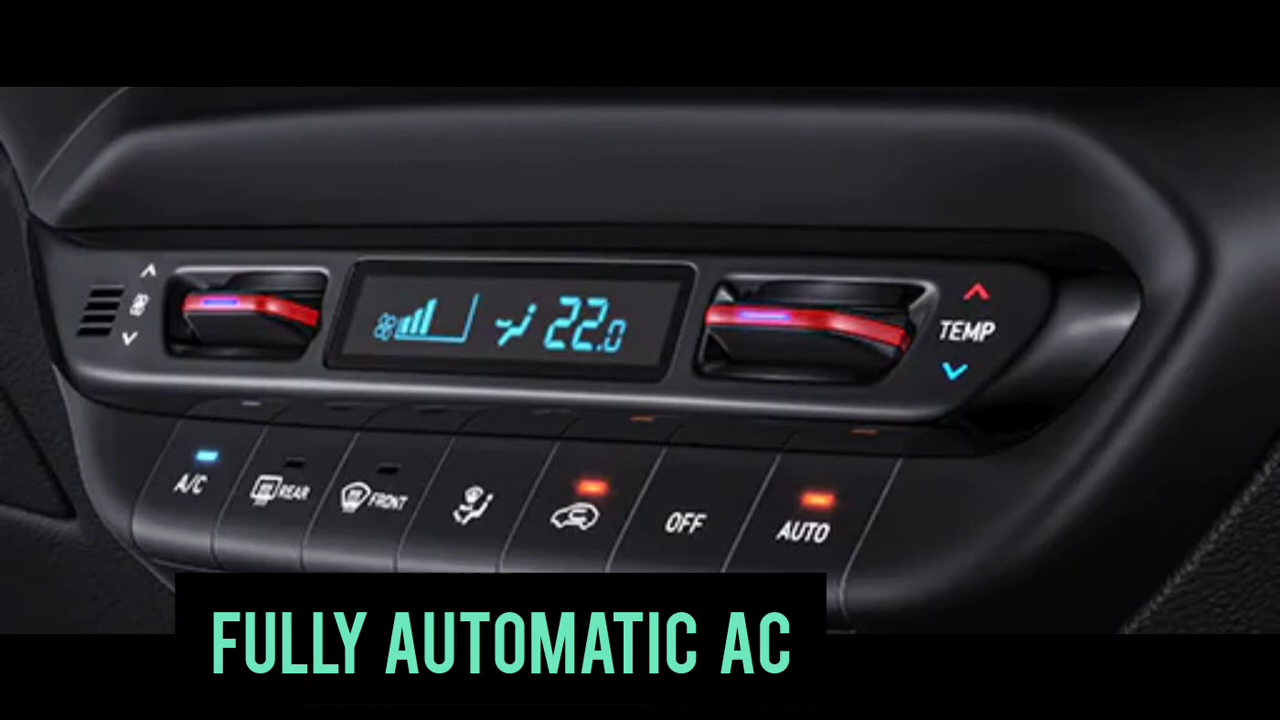 22.0
TEMP
A/C
REAR
FRONT
OFF
AUTO
FULLY AUTOMATIC AC